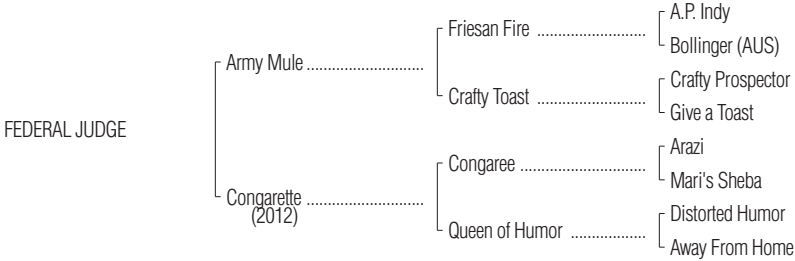 A.P. Indy
Friesan Fire ..........................
Bollinger (AUS)
Army Mule ............................
Crafty Prospector
Crafty Toast ..........................
Give a Toast
FEDERAL JUDGE
Arazi
Congaree ..............................
Mari's Sheba
Congarette ............................
(2012)
Distorted Humor
Queen of Humor ..................
Away From Home